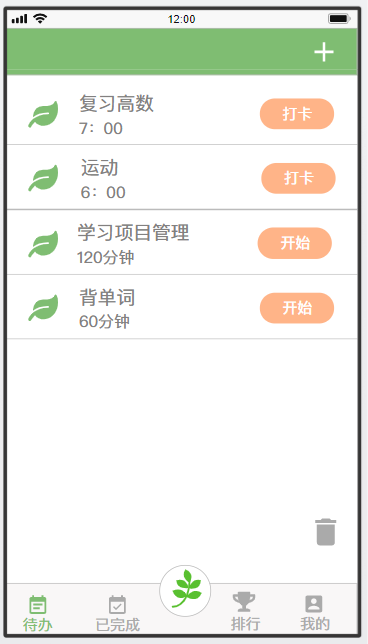 12:00
复习高数
7：00
打卡
运动
6：00
打卡
学习项目管理
120分钟
开始
背单词
60分钟
开始
待办
已完成
排行
我的